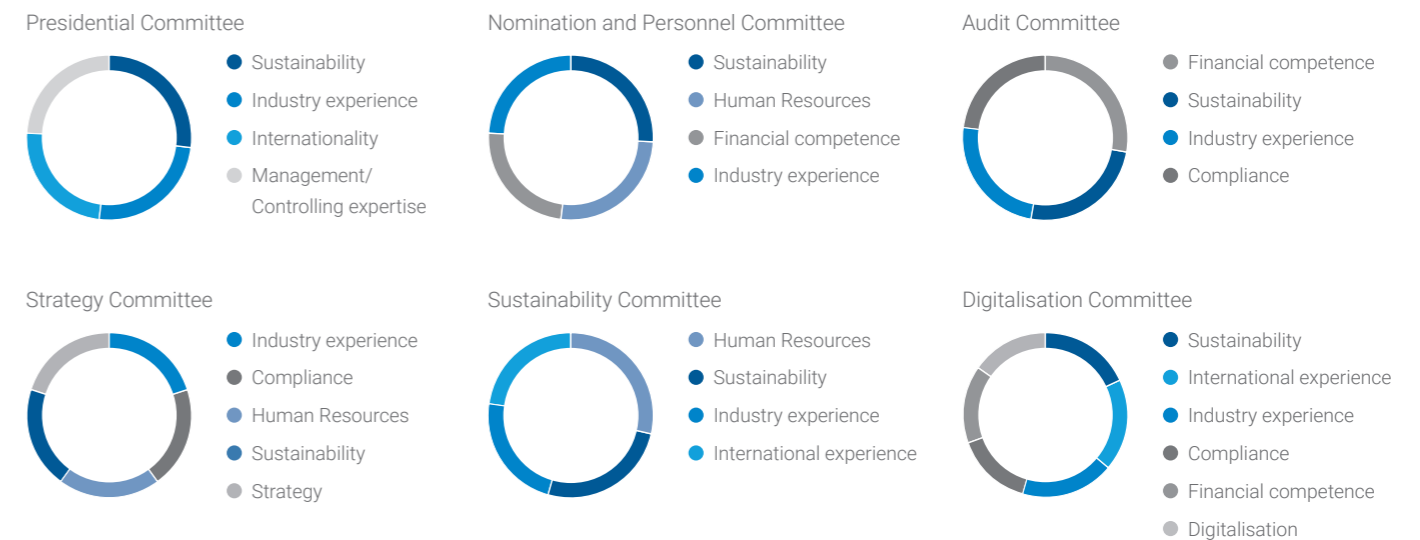 Presidential Committee
Sustainability
Industry experience
Internationality
Management/
Controlling expertise
Nomination and Personnel Committee
Sustainability
Human Resources
Financial competence
Industry experience
Audit Committee
Financial competence
Sustainability
Industry experience
Compliance
Strategy Committee
Industry experience
Compliance
Human Resources
Sustainability
Strategy
Sustainability Committee
Human Resources
Sustainability
Industry experience
International experience
Digitalisation Committee
Sustainability
International experience
Industry experience
Compliance
Financial competence
Digitalisation